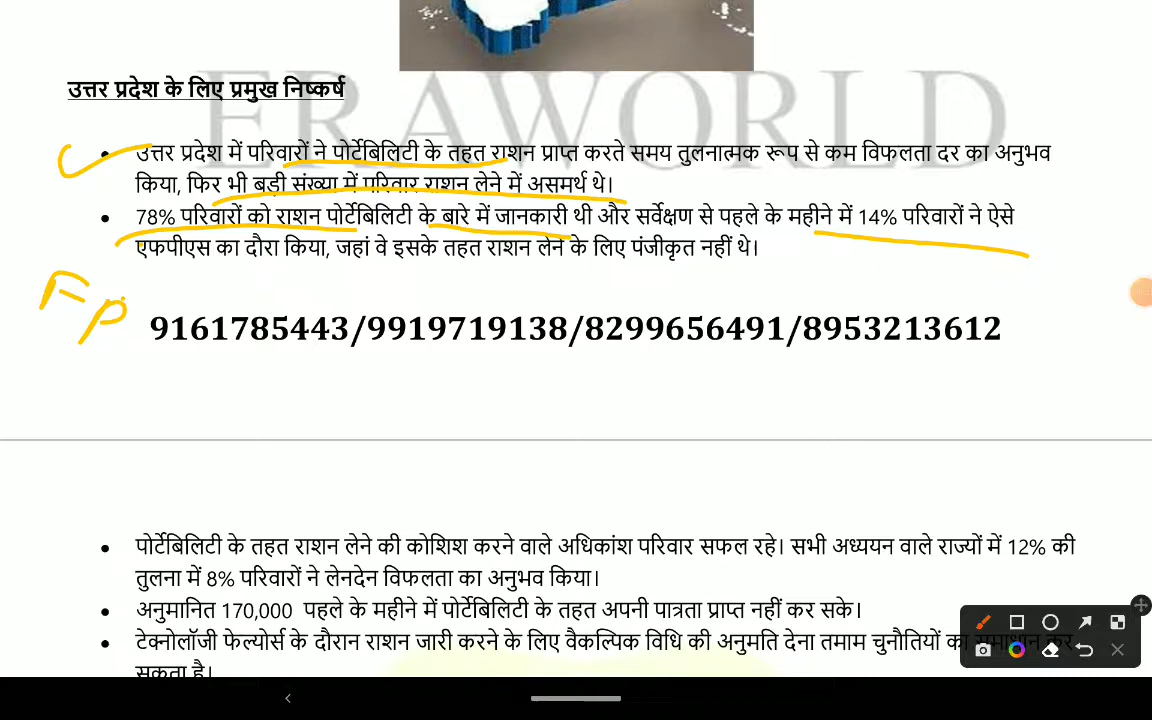 ERAWORLD
उत्तर प्रदेश के लिए प्रमुख निष्कर्ष
उत्तर प्रदेश में परिवारों ने पोर्टेबिलिटी के तहत राशन प्राप्त करते समय तुलनात्मक रूप से कम विफलता दर का अनुभव
किया, फिर भी बड़ी संख्या में परिवार राशन लेने में असमर्थ थे।
78% परिवारों को राशन पोर्टेबिलिटी के बारे में जानकारी थी और सर्वेक्षण से पहले के महीने में 14% परिवारों ने ऐसे
एफपीएस का दौरा किया, जहां वे इसके तहत राशन लेने के लिए पंजीकृत नहीं थे।
FP
9161785443/9919719138/8299656491/8953213612
पोर्टेबिलिटी के तहत राशन लेने की कोशिश करने वाले अधिकांश परिवार सफल रहे। सभी अध्ययन वाले राज्यों में 12% की
तुलना में 8% परिवारों ने लेनदेन विफलता का अनुभव किया।
अनुमानित 170,000 पहले के महीने में पोर्टेबिलिटी के तहत अपनी पात्रता प्राप्त नहीं कर सके।
टेक्नोलॉजी फेल्योर्स के दौरान राशन जारी करने के लिए वैकल्पिक विधि की अनुमति देना तमाम चुनौतियों का समाधान कर
सकता है।